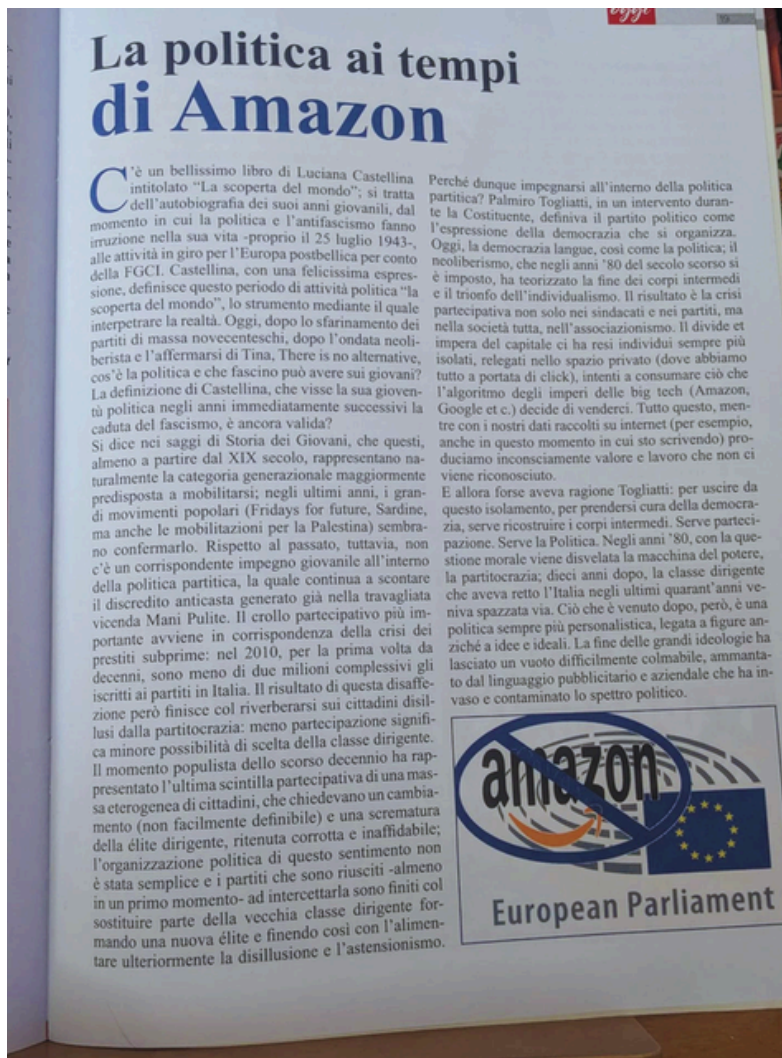 oggi
19
La politica ai tempi
di Amazon
C'è un bellissimo libro di Luciana Castellina
intitolato “La scoperta del mondo”; si tratta
dell'autobiografia dei suoi anni giovanili, dal
momento in cui la politica e l'antifascismo fanno
irruzione nella sua vita -proprio il 25 luglio 1943-,
alle attività in giro per l'Europa postbellica per conto
della FGCI. Castellina, con una felicissima espres-
sione, definisce questo periodo di attività politica “la
scoperta del mondo”, lo strumento mediante il quale
interpretare la realtà. Oggi, dopo lo sfarinamento dei
partiti di massa novecenteschi, dopo l'ondata neoli-
berista e l'affermarsi di Tina, There is no alternative,
cos'è la politica e che fascino può avere sui giovani?
La definizione di Castellina, che visse la sua gioven-
tù politica negli anni immediatamente successivi la
caduta del fascismo, è ancora valida?
Si dice nei saggi di Storia dei Giovani, che questi,
almeno a partire dal XIX secolo, rappresentano na-
turalmente la categoria generazionale maggiormente
predisposta a mobilitarsi; negli ultimi anni, i gran-
di movimenti popolari (Fridays for future, Sardine,
ma anche le mobilitazioni per la Palestina) sembra-
no confermarlo. Rispetto al passato, tuttavia, non
c'è un corrispondente impegno giovanile all'interno
della politica partitica, la quale continua a scontare
il discredito anticasta generato già nella travagliata
vicenda Mani Pulite. Il crollo partecipativo più im-
portante avviene in corrispondenza della crisi dei
prestiti subprime: nel 2010, per la prima volta da
decenni, sono meno di due milioni complessivi gli
iscritti ai partiti in Italia. Il risultato di questa disaffe-
zione però finisce col riverberarsi sui cittadini disil-
lusi dalla partitocrazia: meno partecipazione signifi-
ca minore possibilità di scelta della classe dirigente.
Il momento populista dello scorso decennio ha rap-
presentato l'ultima scintilla partecipativa di una mas-
sa eterogenea di cittadini, che chiedevano un cambia-
mento (non facilmente definibile) e una scrematura
della élite dirigente, ritenuta corrotta e inaffidabile;
l'organizzazione politica di questo sentimento non
è stata semplice e i partiti che sono riusciti -almeno
in un primo momento- ad intercettarla sono finiti col
sostituire parte della vecchia classe dirigente for-
mando una nuova élite e finendo così con l'alimen-
tare ulteriormente la disillusione e l'astensionismo.
Perché dunque impegnarsi all'interno della politica
partitica? Palmiro Togliatti, in un intervento duran-
te la Costituente, definiva il partito politico come
l'espressione della democrazia che si organizza.
Oggi, la democrazia langue, così come la politica; il
neoliberismo, che negli anni '80 del secolo scorso si
è imposto, ha teorizzato la fine dei corpi intermedi
e il trionfo dell'individualismo. Il risultato è la crisi
partecipativa non solo nei sindacati e nei partiti, ma
nella società tutta, nell'associazionismo. Il divide et
impera del capitale ci ha resi individui sempre più
isolati, relegati nello spazio privato (dove abbiamo
tutto a portata di click), intenti a consumare ciò che
l'algoritmo degli imperi delle big tech (Amazon,
Google et c.) decide di venderci. Tutto questo, men-
tre con i nostri dati raccolti su internet (per esempio,
anche in questo momento in cui sto scrivendo) pro-
duciamo inconsciamente valore e lavoro che non ci
viene riconosciuto.
E allora forse aveva ragione Togliatti: per uscire da
questo isolamento, per prendersi cura della democra-
zia, serve ricostruire i corpi intermedi. Serve parteci-
pazione. Serve la Politica. Negli anni '80, con la que-
stione morale viene disvelata la macchina del potere,
la partitocrazia; dieci anni dopo, la classe dirigente
che aveva retto l'Italia negli ultimi quarant'anni ve-
niva spazzata via. Ciò che è venuto dopo, però, è una
politica sempre più personalistica, legata a figure an-
ziché a idee e ideali. La fine delle grandi ideologie ha
lasciato un vuoto difficilmente colmabile, ammanta-
to dal linguaggio pubblicitario e aziendale che ha in-
vaso e contaminato lo spettro politico.
amazon
European Parliament